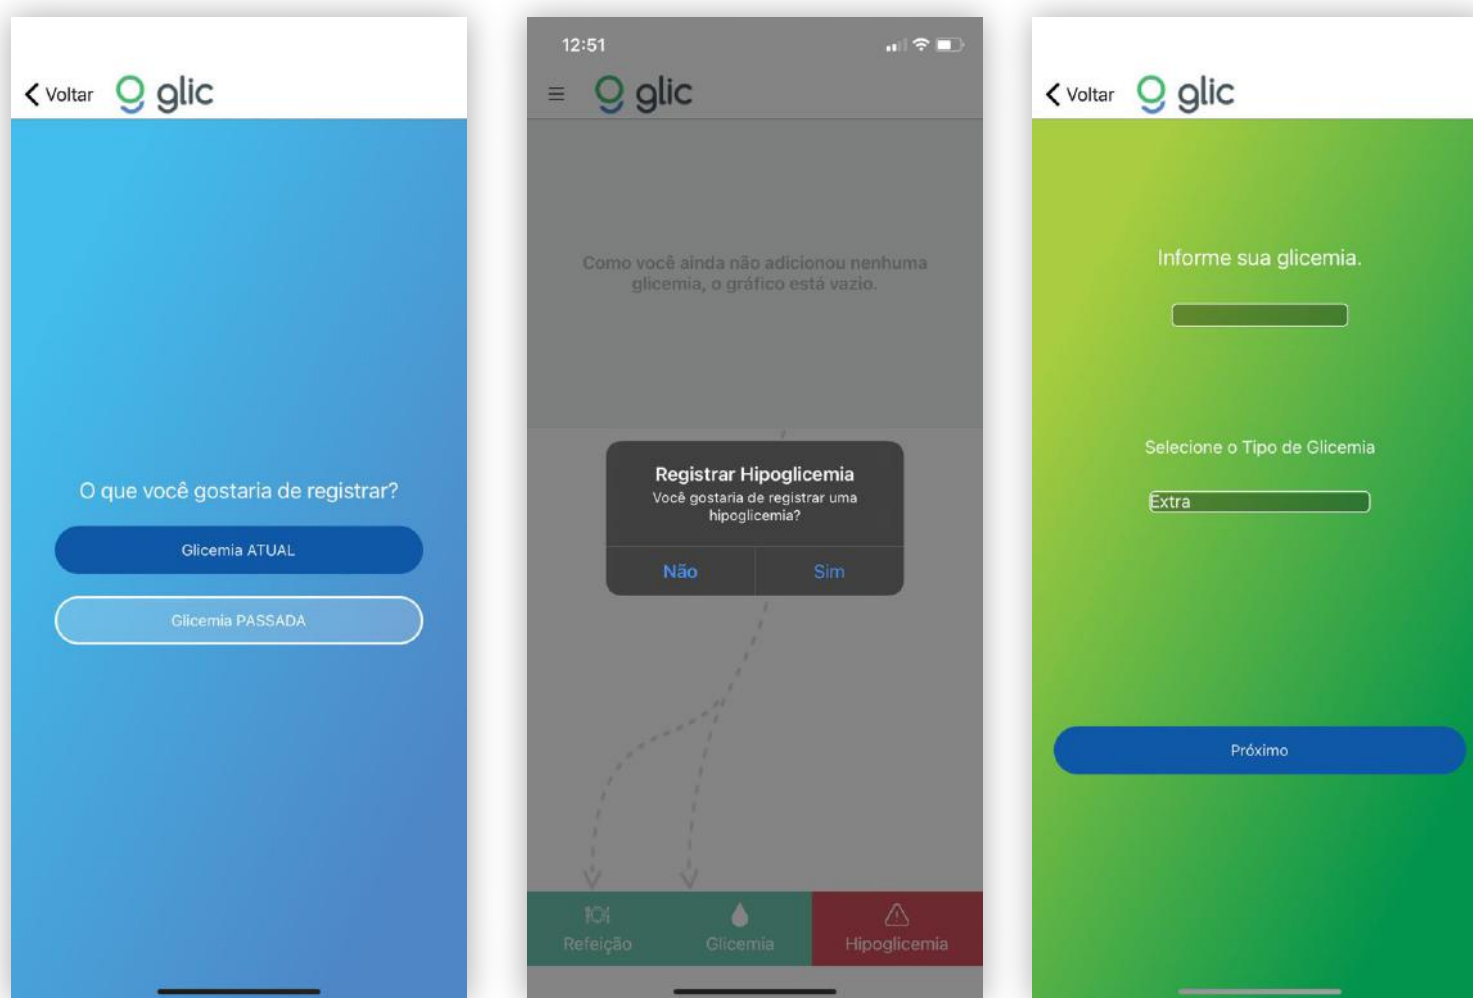 Voltar glic
O que você gostaria de registrar?
Glicemia ATUAL
Glicemia PASSADA
12:51
glic
Como você ainda não adicionou nenhuma
glicemia, o gráfico está vazio.
Registrar Hipoglicemia
Você gostaria de registrar uma
hipoglicemia?
Não Sim
Refeição Glicemia Hipoglicemia
Voltar glic
Informe sua glicemia.
Selecione o Tipo de Glicemia
Extra
Próximo